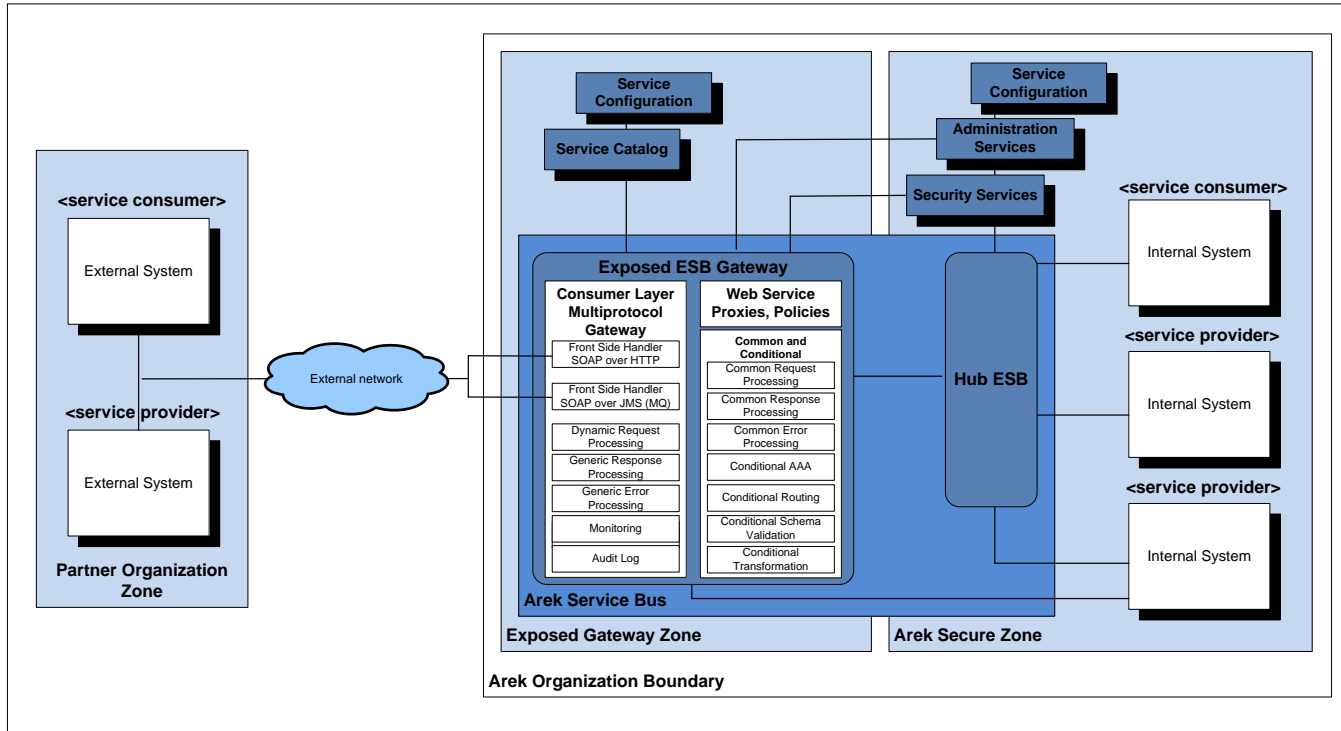 Service
Configuration
Service Catalog
Service
Configuration
Administration
Services
Security Services
<service consumer>
External System
<service provider>
External System
Partner Organization
Zone
External network
Exposed ESB Gateway
Consumer Layer
Multiprotocol
Gateway
Front Side Handler
SOAP over HTTP
Front Side Handler
SOAP over JMS (MQ)
Dynamic Request
Processing
Generic Response
Processing
Generic Error
Processing
Monitoring
Audit Log
Web Service
Proxies, Policies
Common and
Conditional
Common Request
Processing
Common Response
Processing
Common Error
Processing
Conditional AAA
Conditional Routing
Conditional Schema
Validation
Conditional
Transformation
Hub ESB
<service consumer>
Internal System
<service provider>
Internal System
<service provider>
Internal System
Arek Service Bus
Exposed Gateway Zone
Arek Secure Zone
Arek Organization Boundary